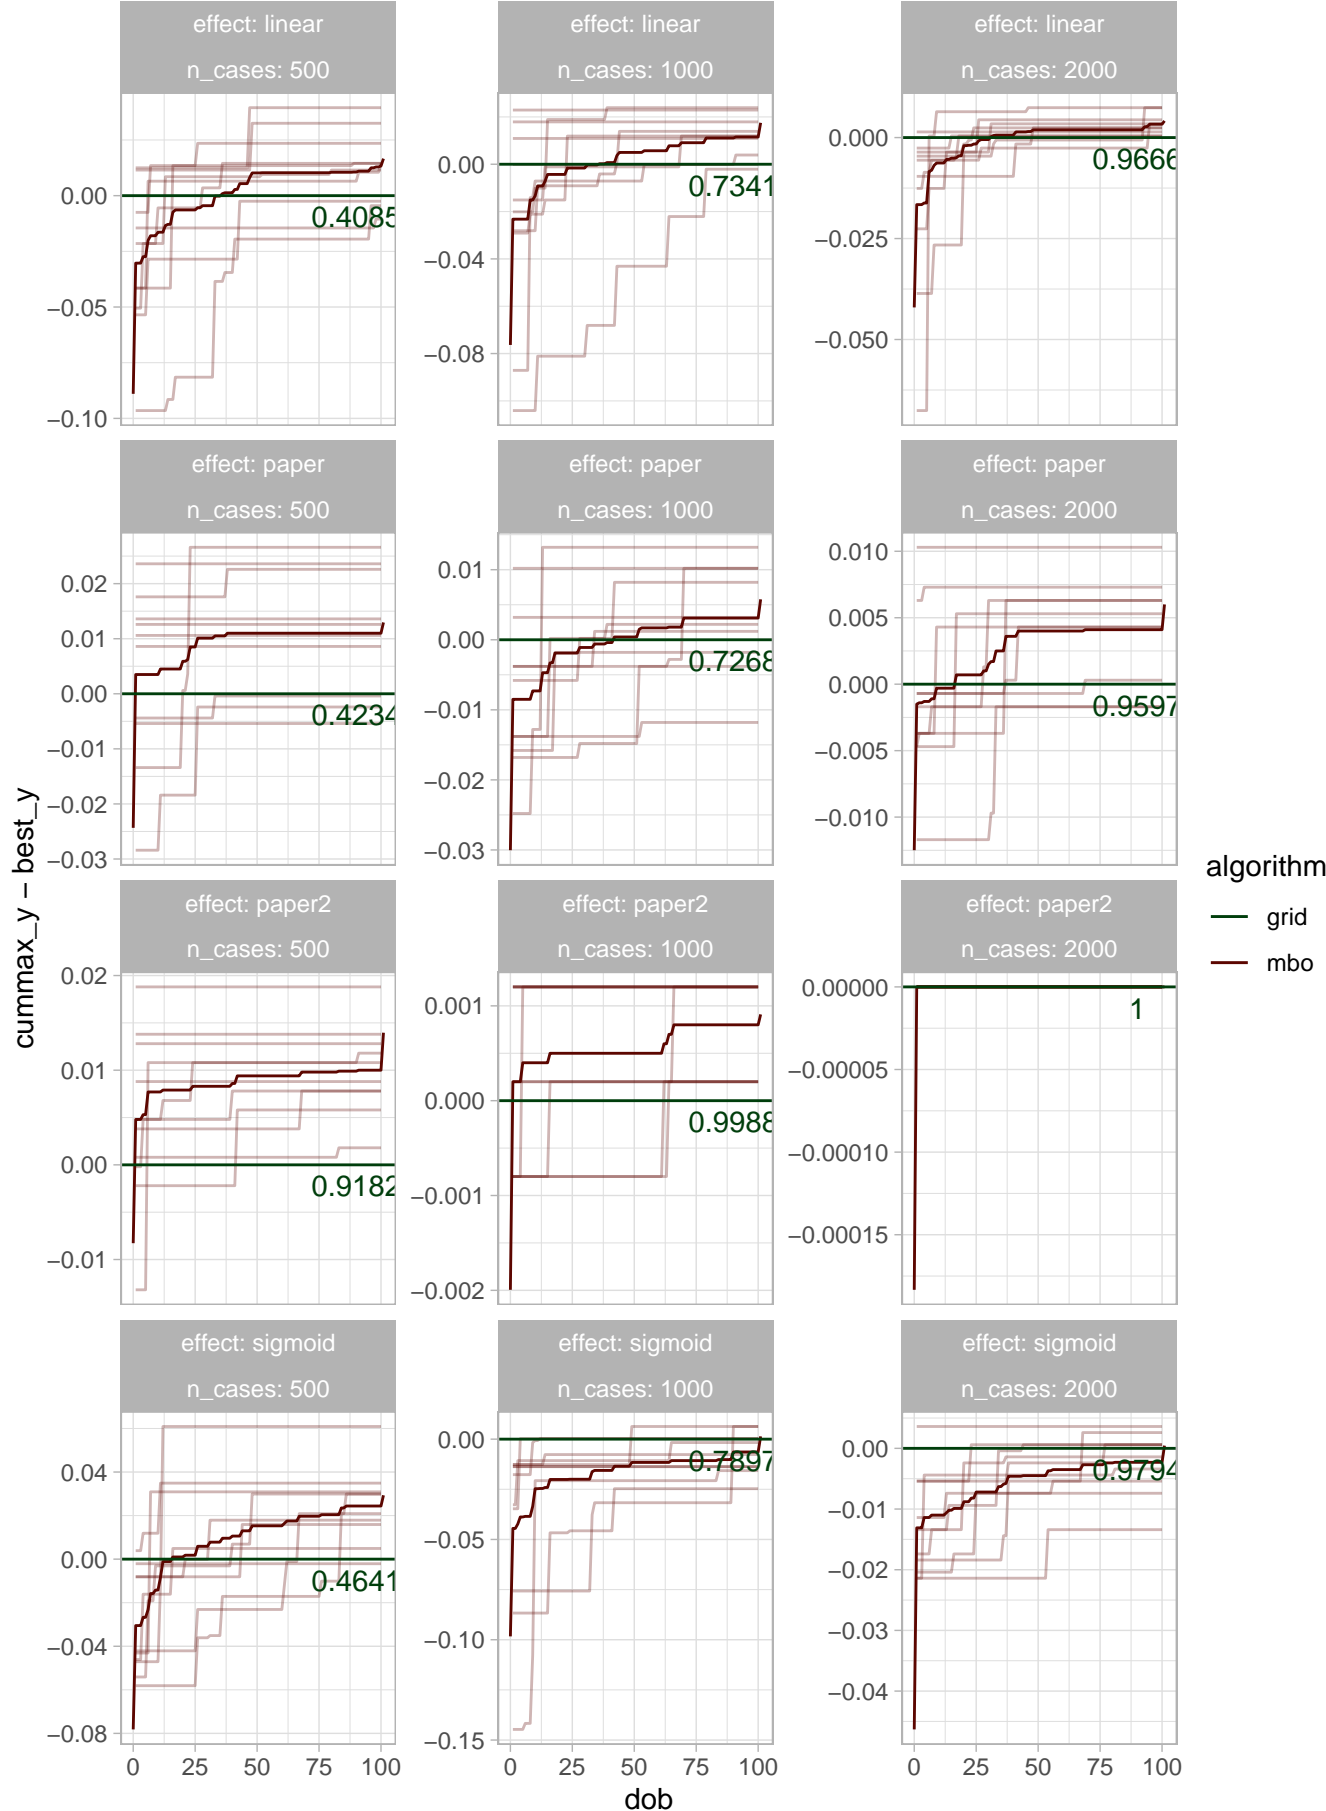 effect: linear
n_cases: 500
effect: linear
n_cases: 1000
effect: linear
n_cases: 2000
0.00
−0.05
−0.10
0.4085
0.00
−0.04
−0.08
0.7341
0.000
−0.025
−0.050
0.9666
effect: paper
n_cases: 500
effect: paper
n_cases: 1000
effect: paper
n_cases: 2000
0.02
0.01
0.00
−0.01
−0.02
−0.03
0.4234
0.01
0.00
−0.01
−0.02
−0.03
0.7268
0.010
0.005
0.000
−0.005
−0.010
0.9597
effect: paper2
n_cases: 500
effect: paper2
n_cases: 1000
effect: paper2
n_cases: 2000
0.02
0.01
0.00
−0.01
0.9182
0.001
0.000
−0.001
−0.002
0.9988
0.00000
−0.00005
−0.00010
−0.00015
1
effect: sigmoid
n_cases: 500
effect: sigmoid
n_cases: 1000
effect: sigmoid
n_cases: 2000
0.04
0.00
−0.04
−0.08
0.4641
0.00
−0.05
−0.10
−0.15
0.7897
0.00
−0.01
−0.02
−0.03
−0.04
0.9794
0 25 50 75 100
0 25 50 75 100
0 25 50 75 100
dob
cummax_y − best_y
algorithm
grid
mbo